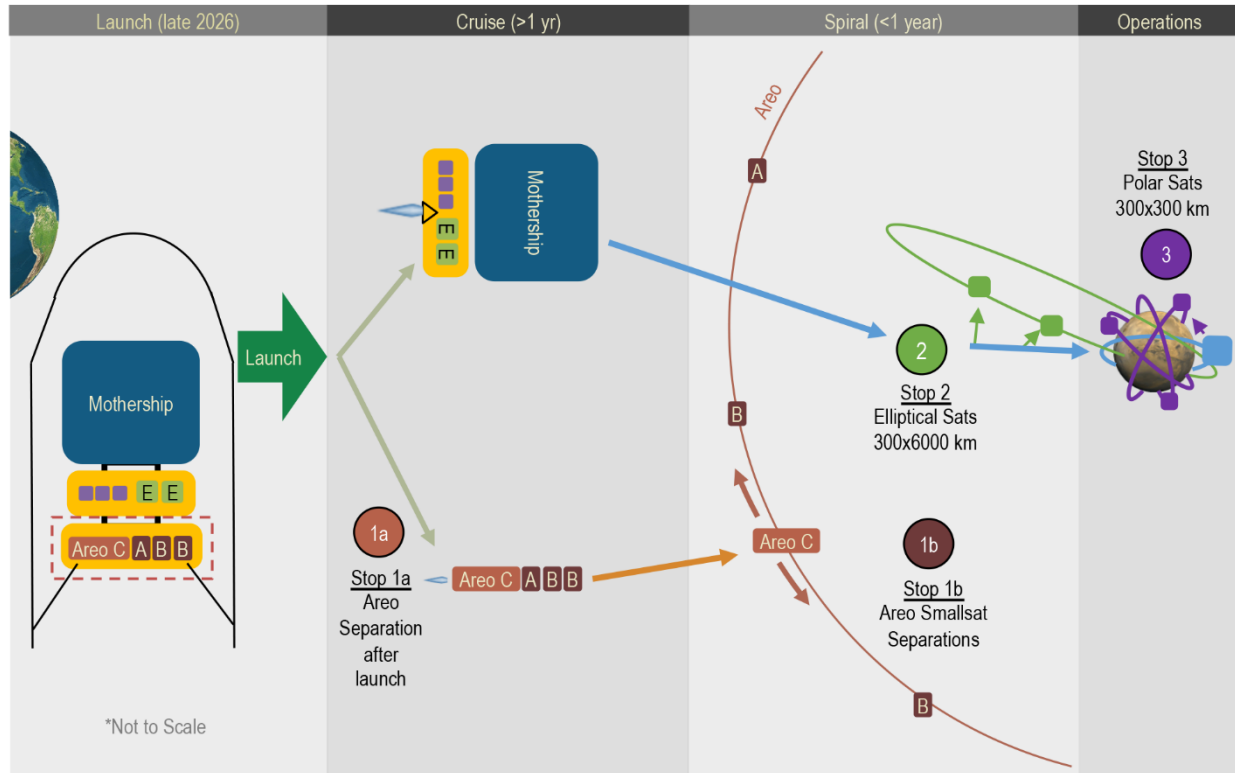 Launch (late 2026)
Cruise (>1 yr)
Spiral (<1 year)
Operations
Mothership
E E
Areo C A B B
*Not to Scale
Launch
E E
Mothership
1a
Stop 1a
Areo
Separation
after
launch
Areo C A B B
Areo
A
B
Areo C
B
2
Stop 2
Elliptical Sats
300x6000 km
1b
Stop 1b
Areo Smallsat
Separations
Stop 3
Polar Sats
300x300 km
3